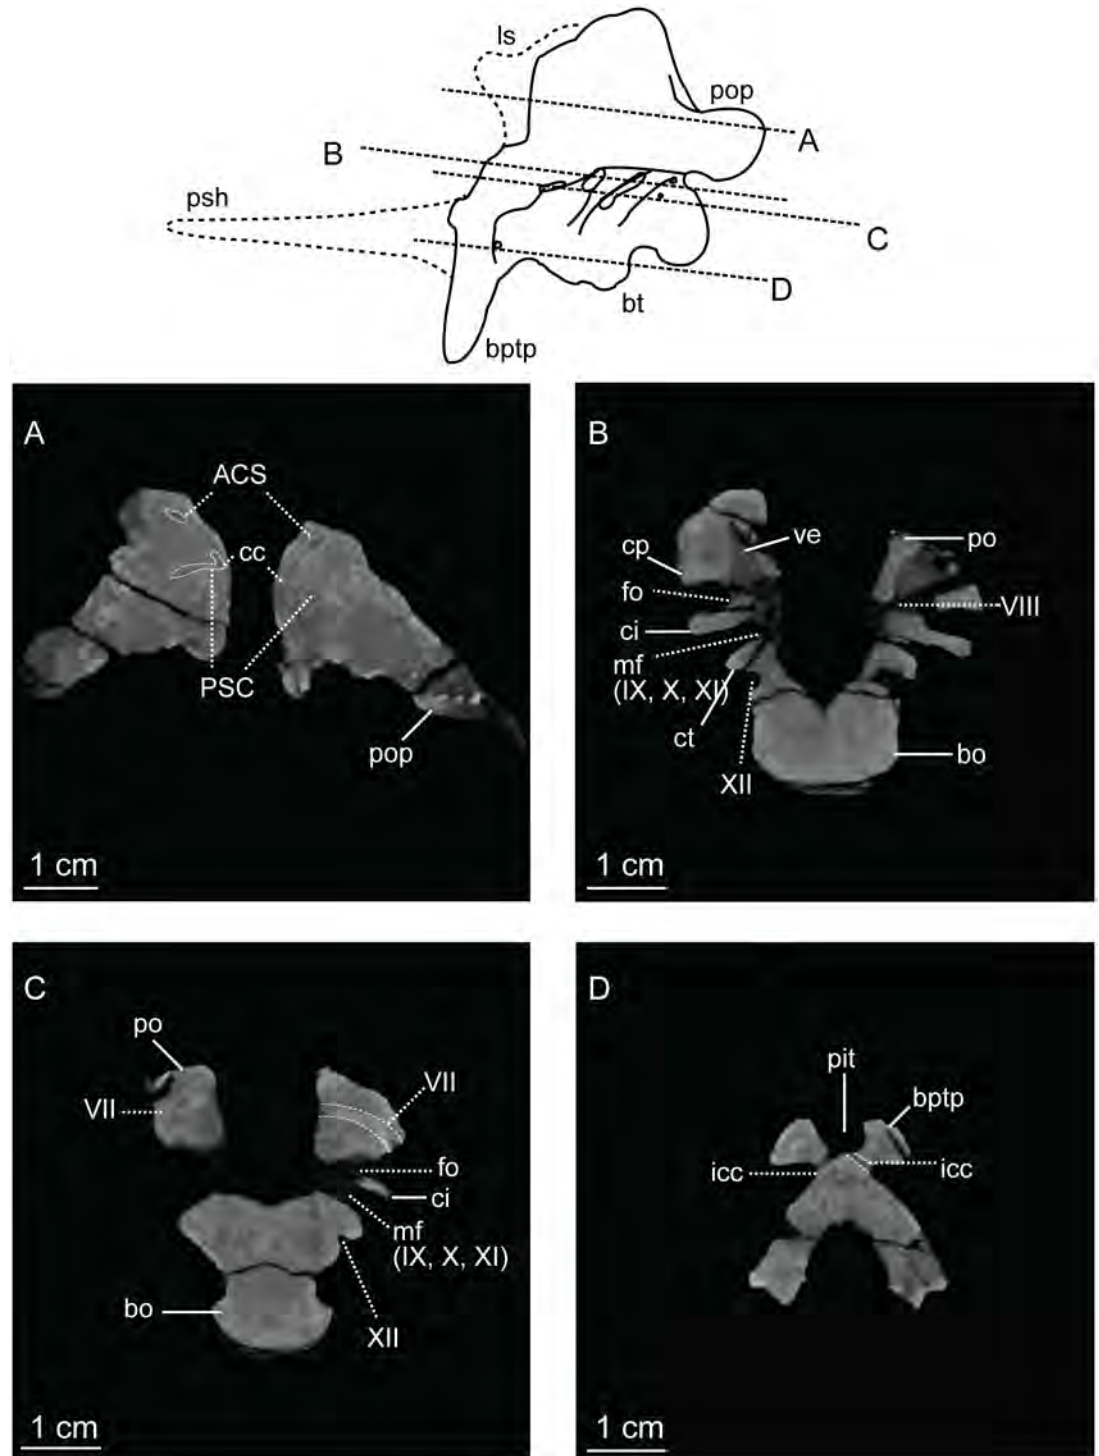 ls
pop
A
B
psh
C
D
bt
bptp
A
ACS
cc
PSC
pop
1 cm
B
ve
po
cp
fo
VIII
ci
mf
(IX, X, XI)
ct
bo
XII
1 cm
C
po
VII
VII
fo
ci
mf
(IX, X, XI)
bo
XII
1 cm
D
pit
bptp
icc
icc
1 cm